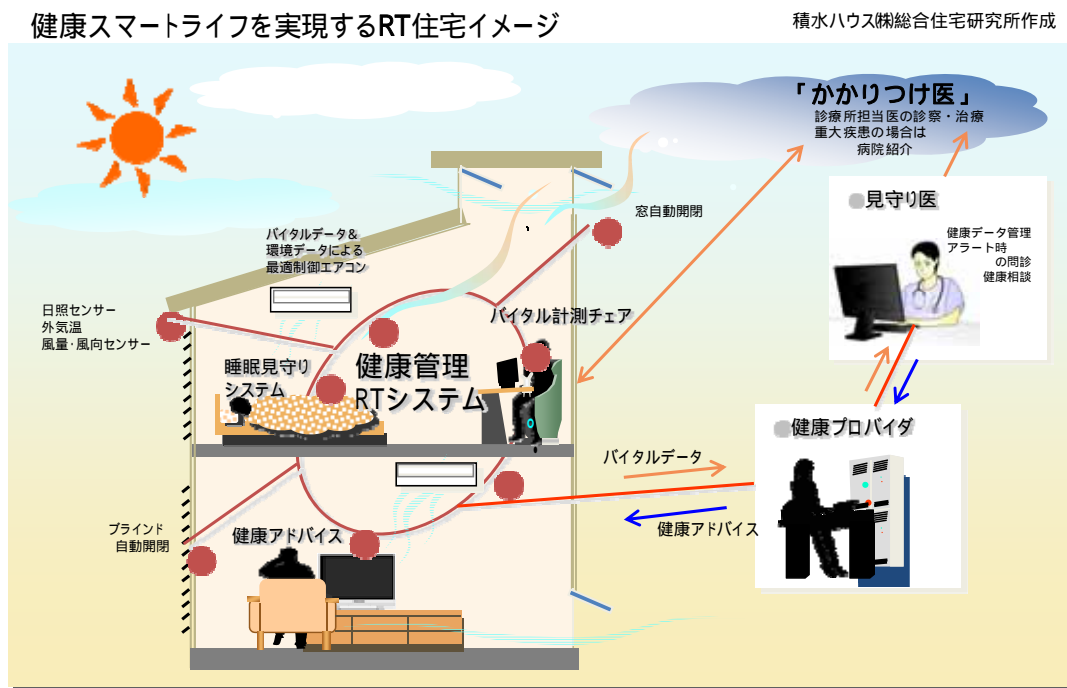 健康スマートライフを実現するRT住宅イメージ
積水ハウス㈱総合住宅研究所作成
「かかりつけ医」
診療所担当医の診察・治療
重大疾患の場合は
病院紹介
●見守り医
健康データ管理
アラート時
の問診
健康相談
窓自動開閉
バイタルデータ&
環境データによる
最適制御エアコン
日照センサー
外気温
風量・風向センサー
バイタル計測チェア
睡眠見守り
システム
健康管理
RTシステム
●健康プロバイダ
バイタルデータ
健康アドバイス
ブラインド
自動開閉
健康アドバイス